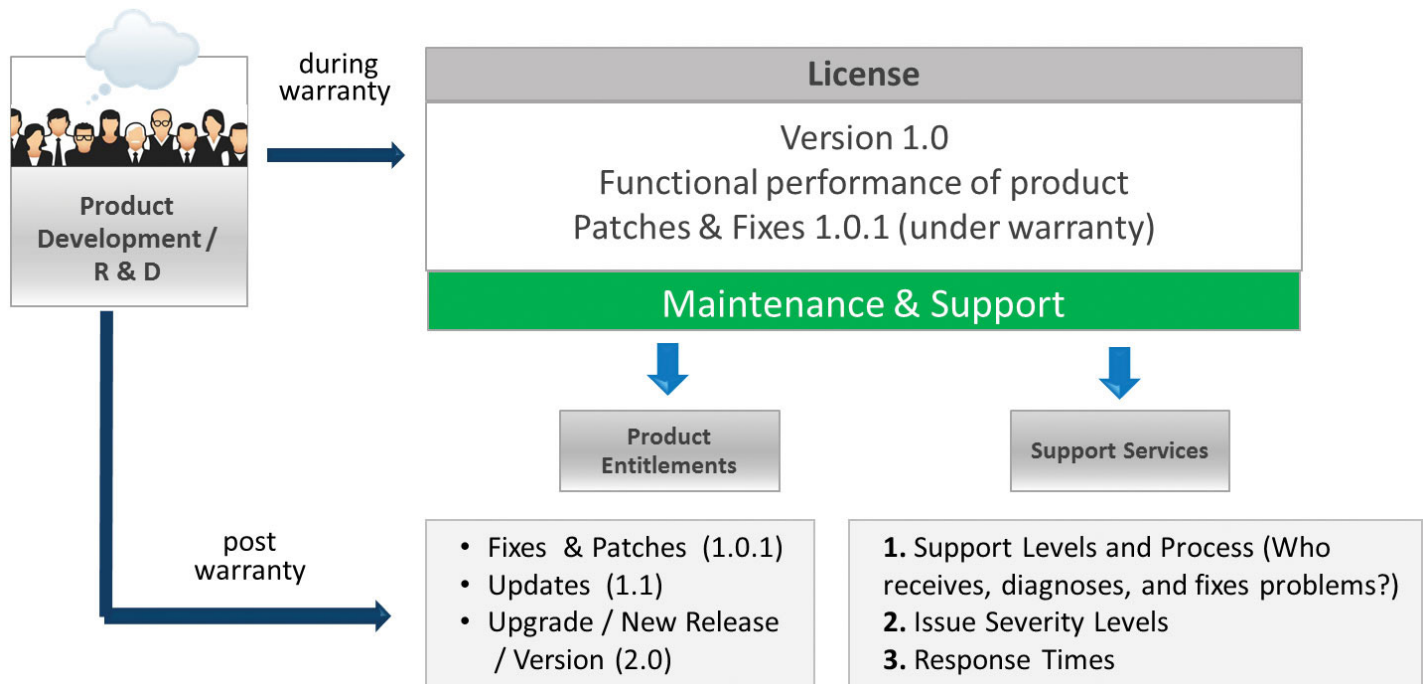 during
warranty
Product
Development /
R & D
License
Version 1.0
Functional performance of product
Patches & Fixes 1.0.1 (under warranty)
Maintenance & Support
Product
Entitlements
Support Services
post
warranty
• Fixes & Patches (1.0.1)
• Updates (1.1)
• Upgrade / New Release
/ Version (2.0)
1. Support Levels and Process (Who
receives, diagnoses, and fixes problems?)
2. Issue Severity Levels
3. Response Times